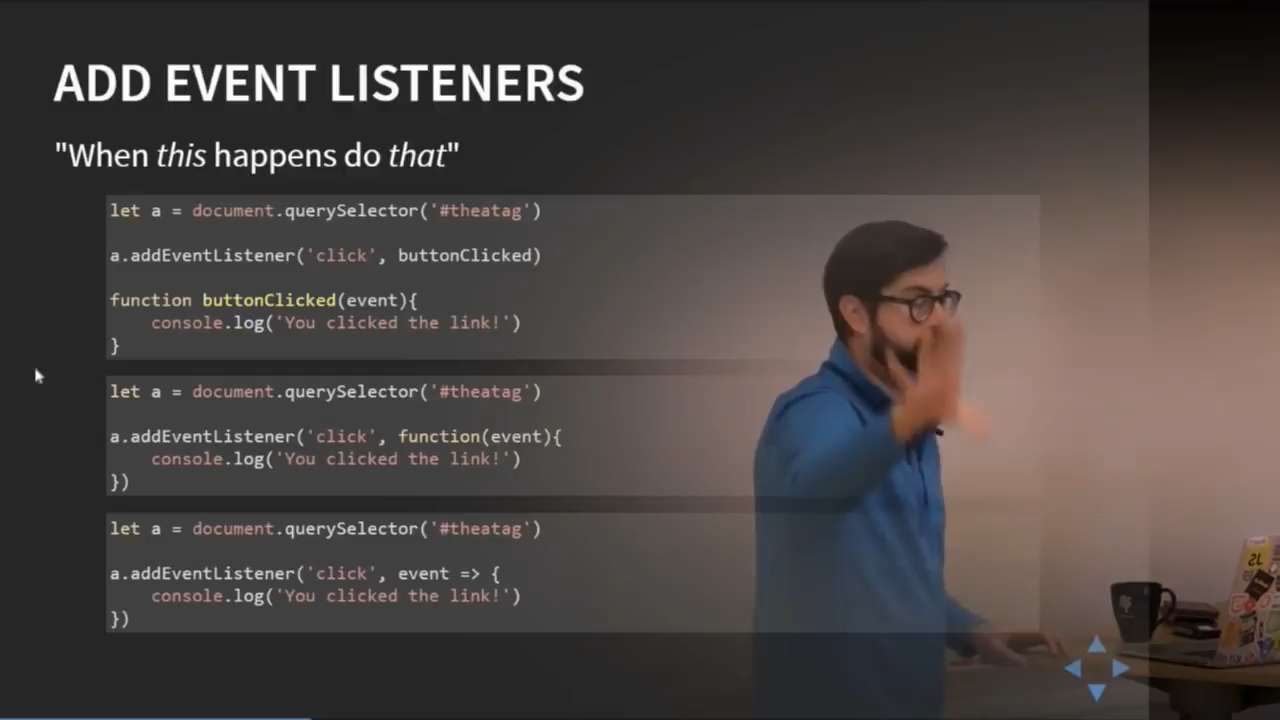 ADD EVENT LISTENERS
"When this happens do that"
let a = document.querySelector('#theatag')
a.addEventListener('click', buttonClicked)
function buttonClicked(event){
    console.log('You clicked the link!')
}
let a = document.querySelector('#theatag')
a.addEventListener('click', function(event){
    console.log('You clicked the link!')
})
let a = document.querySelector('#theatag')
a.addEventListener('click', event => {
    console.log('You clicked the link!')
})
2L